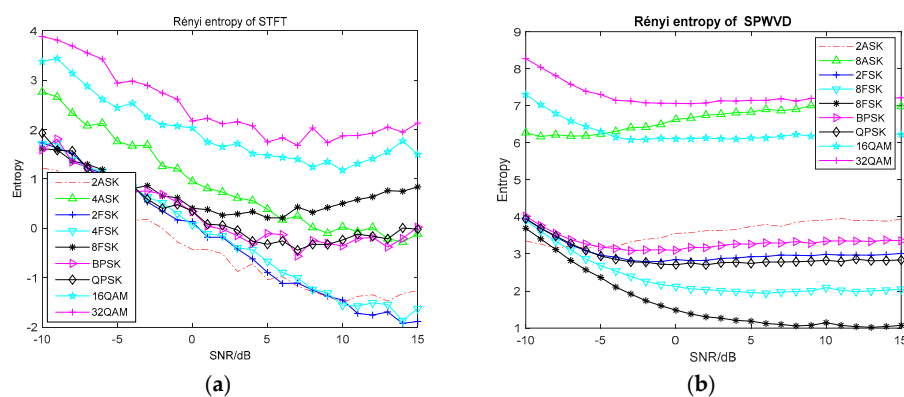 Rényi entropy of STFT
4
3
2
1
0
-1
-2
Entropy
2ASK
4ASK
2FSK
4FSK
8FSK
BPSK
QPSK
16QAM
32QAM
-10 -5 0 5 10 15
SNR/dB
(a)
Rényi entropy of SPWVD
9
8
7
6
5
4
3
2
1
Entropy
2ASK
8ASK
2FSK
8FSK
8FSK
BPSK
QPSK
16QAM
32QAM
-10 -5 0 5 10 15
SNR/dB
(b)